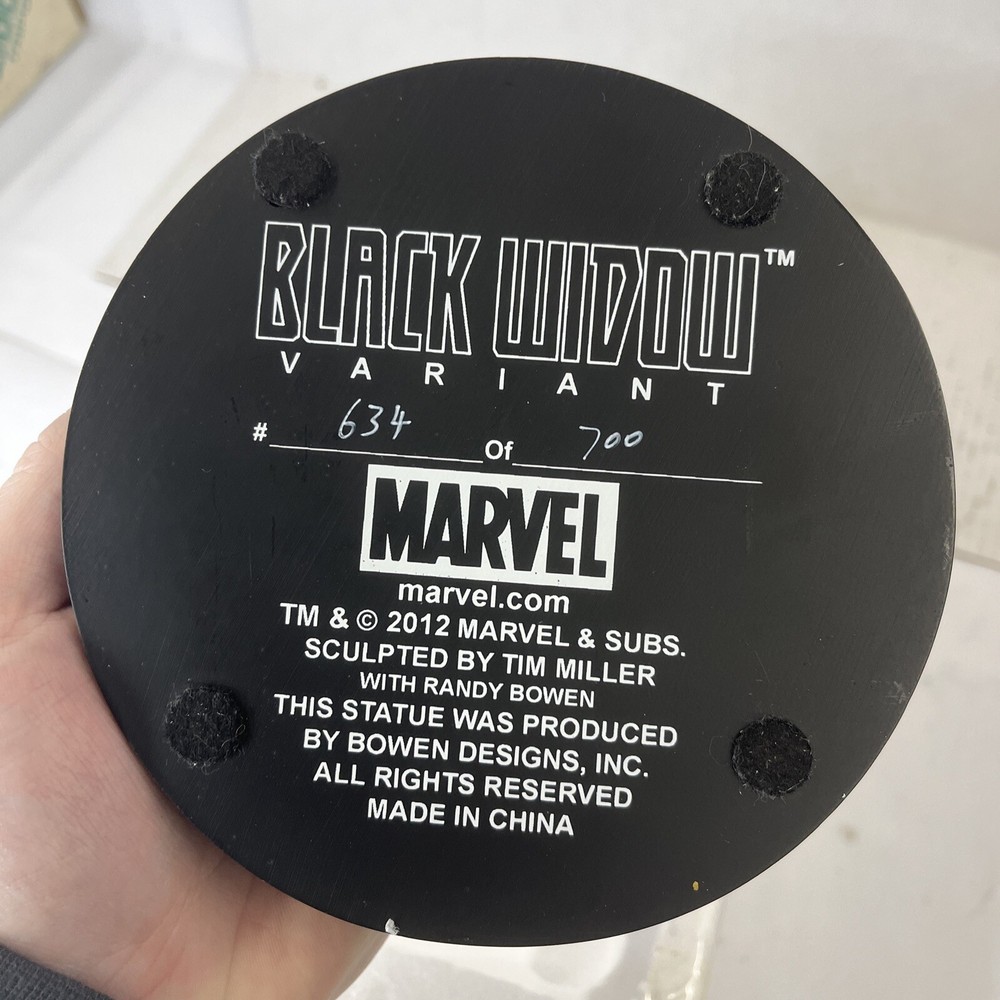 BLACK WIDOW™
VARIANT
# 634 Of 700
MARVEL
marvel.com
TM & © 2012 MARVEL & SUBS.
SCULPTED BY TIM MILLER
WITH RANDY BOWEN
THIS STATUE WAS PRODUCED
BY BOWEN DESIGNS, INC.
ALL RIGHTS RESERVED
MADE IN CHINA